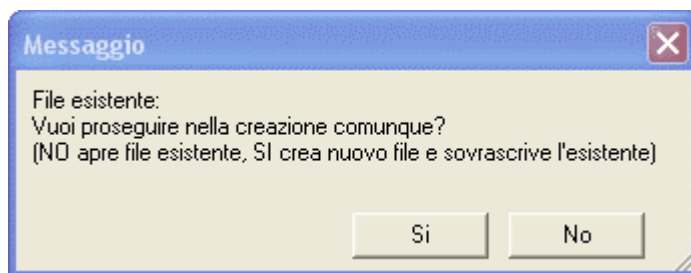 Messaggio
File esistente:
Vuoi proseguire nella creazione comunque?
(NO apre file esistente, SI crea nuovo file e sovrascrive l'esistente)
Si
No